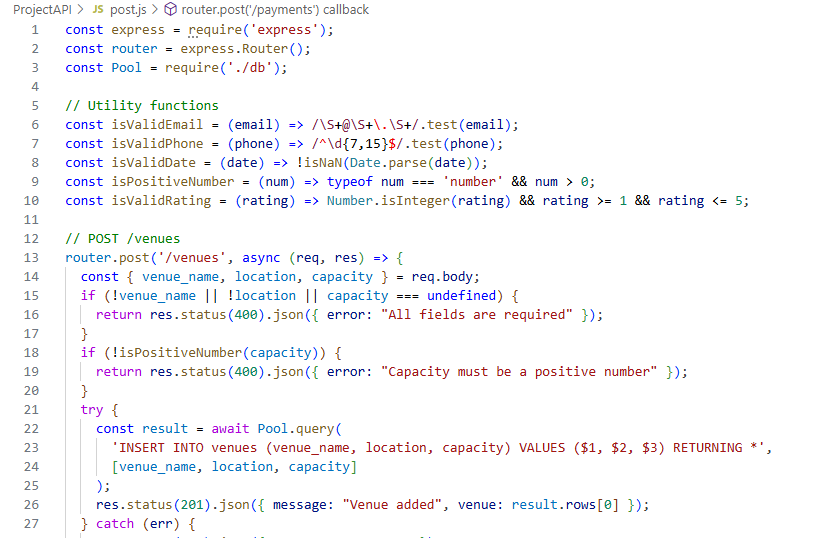 ProjectAPI > JS post.js > router.post('/payments') callback
1 const express = require('express');
2 const router = express.Router();
3 const Pool = require('./db');
4
5 // Utility functions
6 const isValidEmail = (email) => /\S+@\S+\.\S+/.test(email);
7 const isValidPhone = (phone) => /^\d{7,15}$/.test(phone);
8 const isValidDate = (date) => !isNaN(Date.parse(date));
9 const isPositiveNumber = (num) => typeof num === 'number' && num > 0;
10 const isValidRating = (rating) => Number.isInteger(rating) && rating >= 1 && rating <= 5;
11
12 // POST /venues
13 router.post('/venues', async (req, res) => {
14 const { venue_name, location, capacity } = req.body;
15 if (!venue_name || !location || capacity === undefined) {
16 return res.status(400).json({ error: "All fields are required" });
17 }
18 if (!isPositiveNumber(capacity)) {
19 return res.status(400).json({ error: "Capacity must be a positive number" });
20 }
21 try {
22 const result = await Pool.query(
23 'INSERT INTO venues (venue_name, location, capacity) VALUES ($1, $2, $3) RETURNING *',
24 [venue_name, location, capacity]
25 );
26 res.status(201).json({ message: "Venue added", venue: result.rows[0] });
27 } catch (err) {